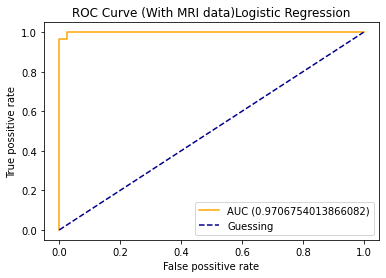 ROC Curve (With MRI data)Logistic Regression
True possitive rate
1.0
0.8
0.6
0.4
0.2
0.0
AUC (0.9706754013866082)
Guessing
0.0 0.2 0.4 0.6 0.8 1.0
False possitive rate